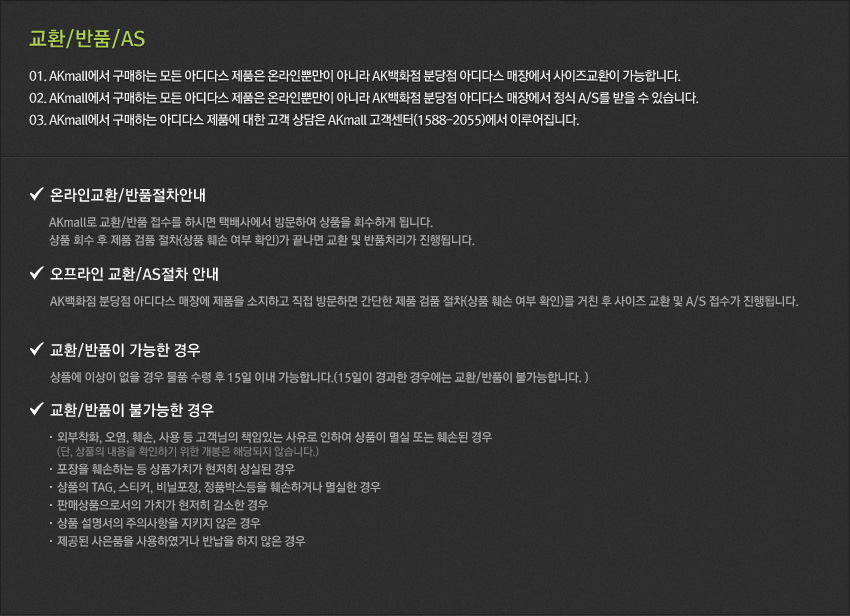 교환/반품/AS
01. AKmall에서 구매하는 모든 아디다스 제품은 온라인뿐만이 아니라 AK백화점 분당점 아디다스 매장에서 사이즈교환이 가능합니다.
02. AKmall에서 구매하는 모든 아디다스 제품은 온라인뿐만이 아니라 AK백화점 분당점 아디다스 매장에서 정식 A/S를 받을 수 있습니다.
03. AKmall에서 구매하는 아디다스 제품에 대한 고객 상담은 AKmall 고객센터(1588-2055)에서 이루어집니다.
온라인교환/반품절차안내
AKmall로 교환/반품 접수를 하시면 택배사에서 방문하여 상품을 회수하게 됩니다.
상품 회수 후 제품 검품 절차(상품 훼손 여부 확인)가 끝나면 교환 및 반품처리가 진행됩니다.
오프라인 교환/AS절차 안내
AK백화점 분당점 아디다스 매장에 제품을 소지하고 직접 방문하면 간단한 제품 검품 절차(상품 훼손 여부 확인)를 거친 후 사이즈 교환 및 A/S 접수가 진행됩니다.
교환/반품이 가능한 경우
상품에 이상이 없을 경우 물품 수령 후 15일 이내 가능합니다.(15일이 경과한 경우에는 교환/반품이 불가능합니다. )
교환/반품이 불가능한 경우
· 외부착화, 오염, 훼손, 사용 등 고객님의 책임있는 사유로 인하여 상품이 멸실 또는 훼손된 경우
(단, 상품의 내용을 확인하기 위한 개봉은 해당되지 않습니다.)
· 포장을 훼손하는 등 상품가치가 현저히 상실된 경우
· 상품의 TAG, 스티커, 비닐포장, 정품박스등을 훼손하거나 멸실한 경우
· 판매상품으로서의 가치가 현저히 감소한 경우
· 상품 설명서의 주의사항을 지키지 않은 경우
· 제공된 사은품을 사용하였거나 반납을 하지 않은 경우